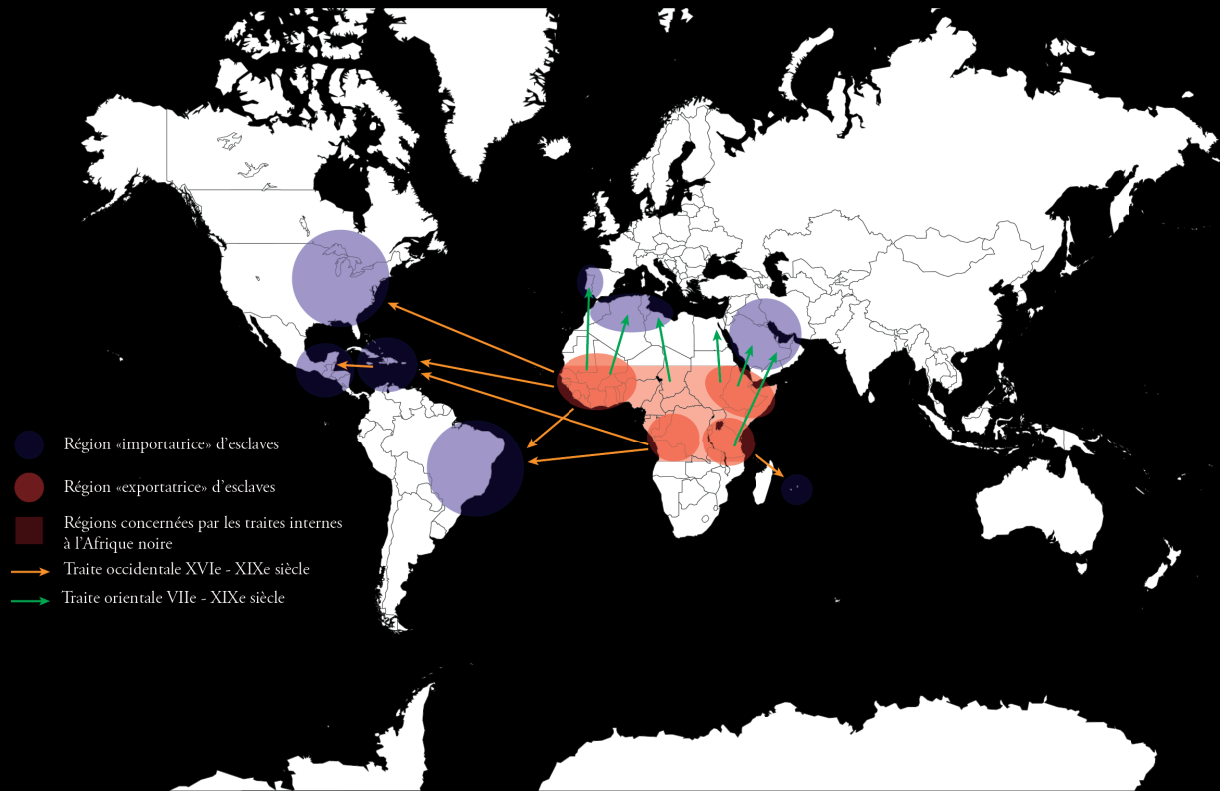 Région «importatrice» d'esclaves
Région «exportatrice» d'esclaves
Régions concernées par les traites internes
à l'Afrique noire
Traite occidentale XVIe - XIXe siècle
Traite orientale VIIe - XIXe siècle